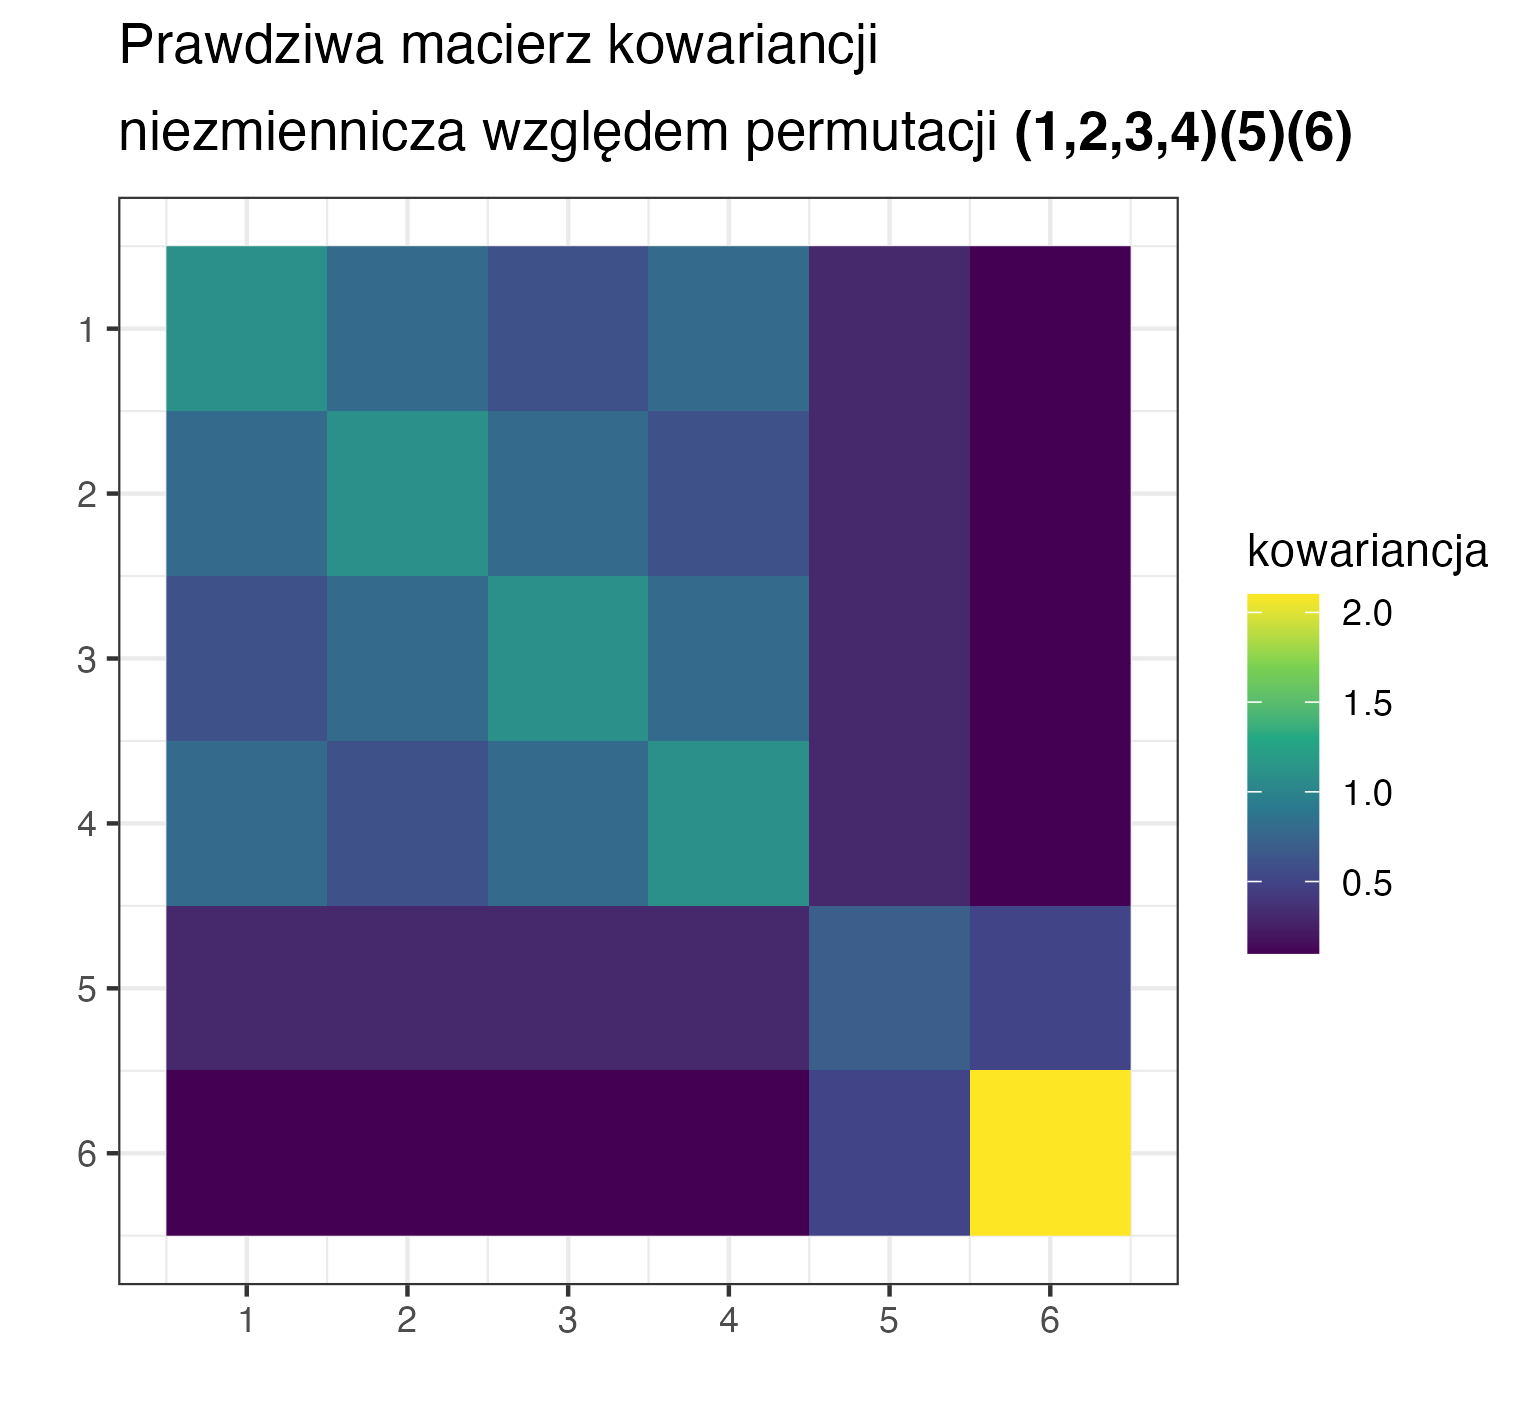 Prawdziwa macierz kowariancji
niezmiennicza względem permutacji (1,2,3,4)(5)(6)
1
2
3
4
5
6
1 2 3 4 5 6
kowariancja
2.0
1.5
1.0
0.5